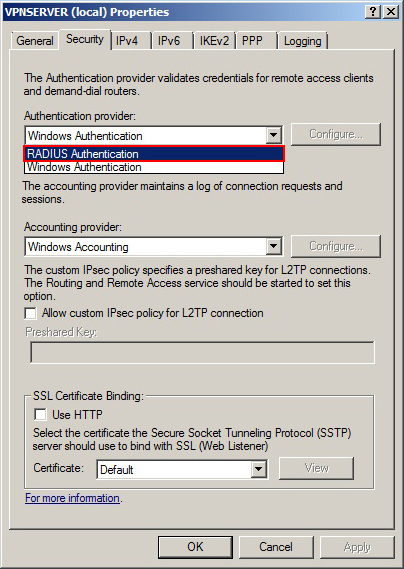 VPNSERVER (local) Properties
General Security IPv4 IPv6 IKEv2 PPP Logging
The Authentication provider validates credentials for remote access clients
and demand-dial routers.
Authentication provider:
Windows Authentication Configure...
RADIUS Authentication
Windows Authentication
The accounting provider maintains a log of connection requests and
sessions.
Accounting provider:
Windows Accounting Configure...
The custom IPsec policy specifies a preshared key for L2TP connections.
The Routing and Remote Access service should be started to set this
option.
Allow custom IPsec policy for L2TP connection
Preshared Key:
SSL Certificate Binding:
Use HTTP
Select the certificate the Secure Socket Tunneling Protocol (SSTP)
server should use to bind with SSL (Web Listener)
Certificate: Default View
For more information.
OK Cancel Apply